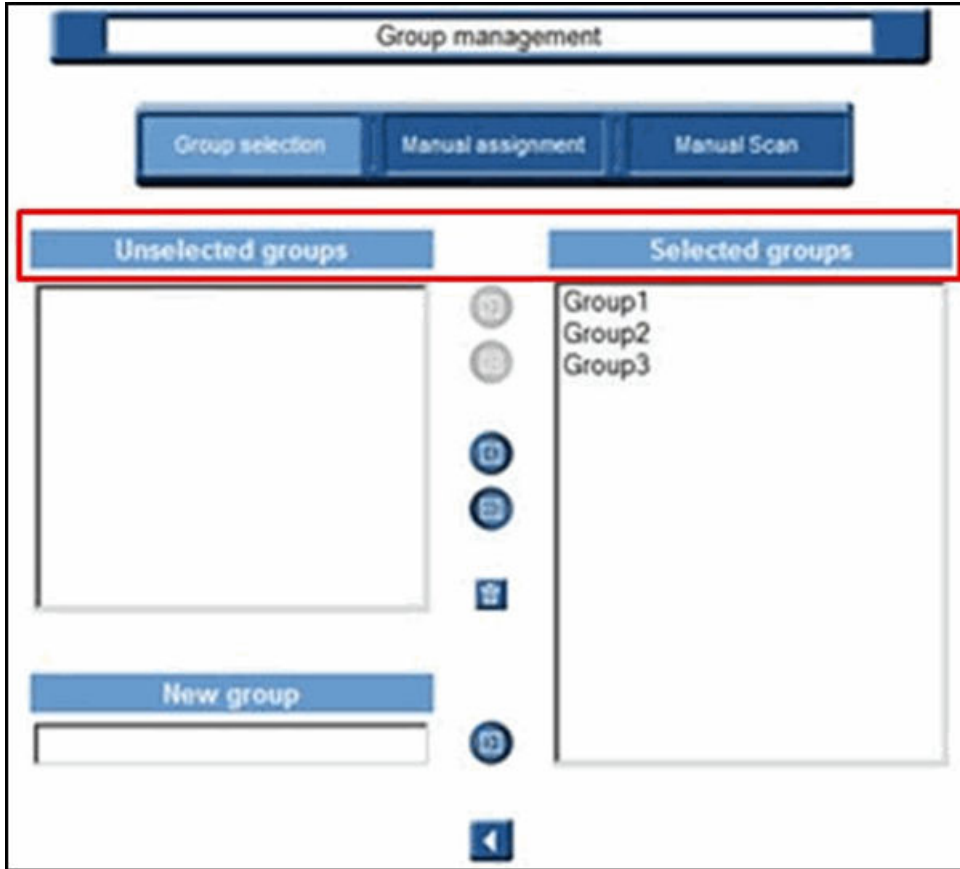 Group management
Group selection
Manual assignment
Manual Scan
Unselected groups
Selected groups
Group1
Group2
Group3
New group